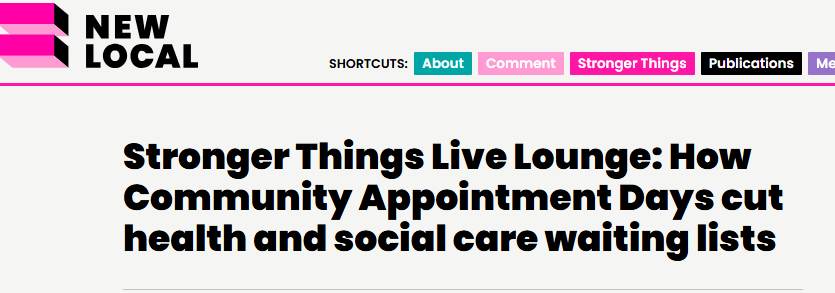 NEW
LOCAL
SHORTCUTS: About Comment Stronger Things Publications
Stronger Things Live Lounge: How
Community Appointment Days cut
health and social care waiting lists